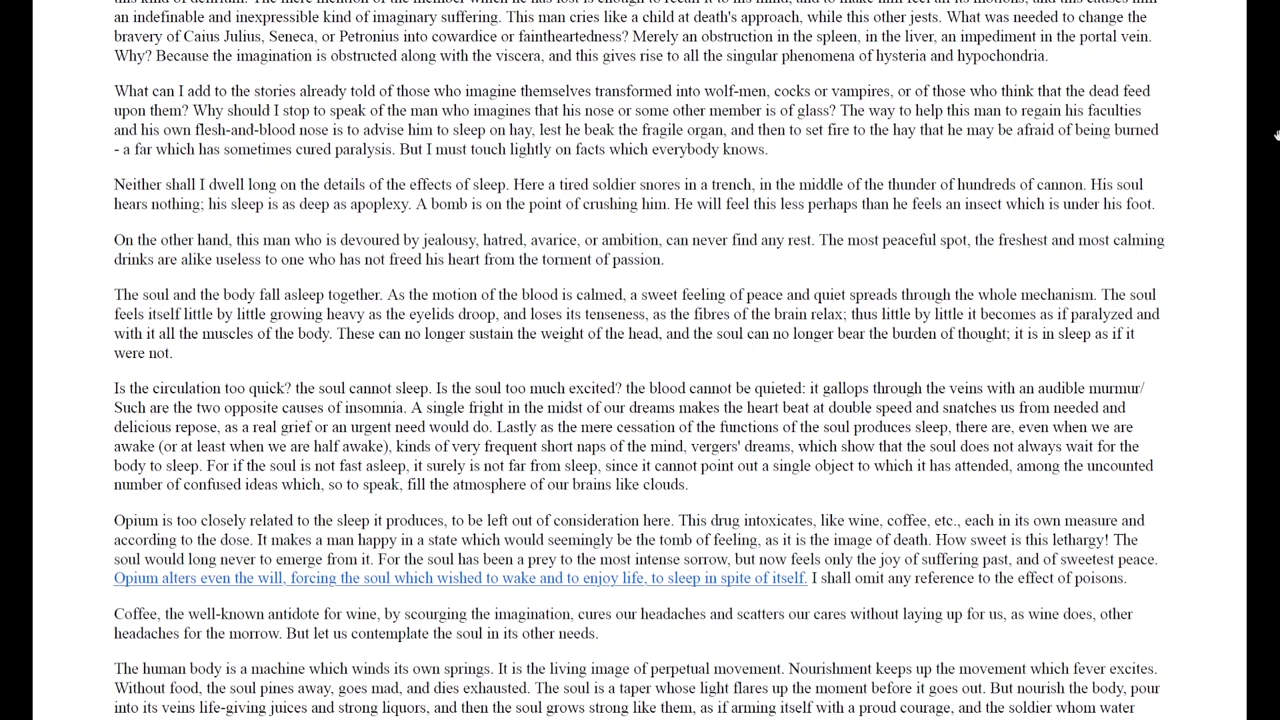 an indefinable and inexpressible kind of imaginary suffering. This man cries like a child at death's approach, while this other jests. What was needed to change the
bravery of Caius Julius, Seneca, or Petronius into cowardice or faintheartedness? Merely an obstruction in the spleen, in the liver, an impediment in the portal vein.
Why? Because the imagination is obstructed along with the viscera, and this gives rise to all the singular phenomena of hysteria and hypochondria.
What can I add to the stories already told of those who imagine themselves transformed into wolf-men, cocks or vampires, or of those who think that the dead feed
upon them? Why should I stop to speak of the man who imagines that his nose or some other member is of glass? The way to help this man to regain his faculties
and his own flesh-and-blood nose is to advise him to sleep on hay, lest he beak the fragile organ, and then to set fire to the hay that he may be afraid of being burned
- a far which has sometimes cured paralysis. But I must touch lightly on facts which everybody knows.
Neither shall I dwell long on the details of the effects of sleep. Here a tired soldier snores in a trench, in the middle of the thunder of hundreds of cannon. His soul
hears nothing; his sleep is as deep as apoplexy. A bomb is on the point of crushing him. He will feel this less perhaps than he feels an insect which is under his foot.
On the other hand, this man who is devoured by jealousy, hatred, avarice, or ambition, can never find any rest. The most peaceful spot, the freshest and most calming
drinks are alike useless to one who has not freed his heart from the torment of passion.
The soul and the body fall asleep together. As the motion of the blood is calmed, a sweet feeling of peace and quiet spreads through the whole mechanism. The soul
feels itself little by little growing heavy as the eyelids droop, and loses its tenseness, as the fibres of the brain relax; thus little by little it becomes as if paralyzed and
with it all the muscles of the body. These can no longer sustain the weight of the head, and the soul can no longer bear the burden of thought; it is in sleep as if it
were not.
Is the circulation too quick? the soul cannot sleep. Is the soul too much excited? the blood cannot be quieted: it gallops through the veins with an audible murmur/
Such are the two opposite causes of insomnia. A single fright in the midst of our dreams makes the heart beat at double speed and snatches us from needed and
delicious repose, as a real grief or an urgent need would do. Lastly as the mere cessation of the functions of the soul produces sleep, there are, even when we are
awake (or at least when we are half awake), kinds of very frequent short naps of the mind, vergers' dreams, which show that the soul does not always wait for the
body to sleep. For if the soul is not fast asleep, it surely is not far from sleep, since it cannot point out a single object to which it has attended, among the uncounted
number of confused ideas which, so to speak, fill the atmosphere of our brains like clouds.
Opium is too closely related to the sleep it produces, to be left out of consideration here. This drug intoxicates, like wine, coffee, etc., each in its own measure and
according to the dose. It makes a man happy in a state which would seemingly be the tomb of feeling, as it is the image of death. How sweet is this lethargy! The
soul would long never to emerge from it. For the soul has been a prey to the most intense sorrow, but now feels only the joy of suffering past, and of sweetest peace.
Opium alters even the will, forcing the soul which wished to wake and to enjoy life, to sleep in spite of itself. I shall omit any reference to the effect of poisons.
Coffee, the well-known antidote for wine, by scourging the imagination, cures our headaches and scatters our cares without laying up for us, as wine does, other
headaches for the morrow. But let us contemplate the soul in its other needs.
The human body is a machine which winds its own springs. It is the living image of perpetual movement. Nourishment keeps up the movement which fever excites.
Without food, the soul pines away, goes mad, and dies exhausted. The soul is a taper whose light flares up the moment before it goes out. But nourish the body, pour
into its veins life-giving juices and strong liquors, and then the soul grows strong like them, as if arming itself with a proud courage, and the soldier whom water